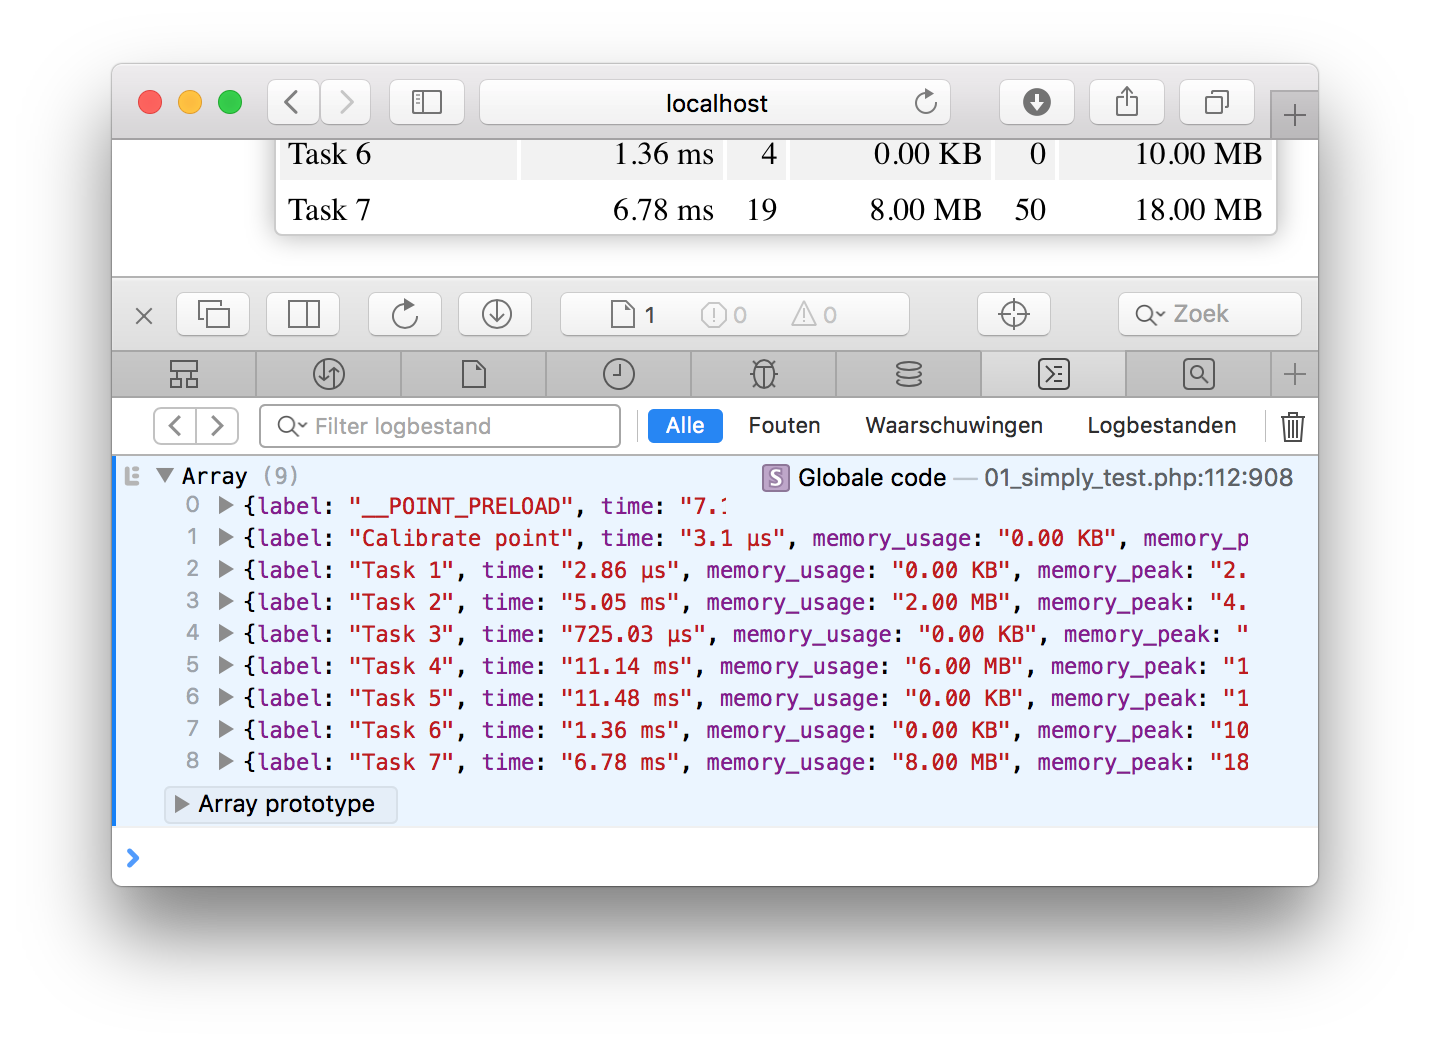 localhost
Task 6 1.36 ms 4 0.00 KB 0 10.00 MB
Task 7 6.78 ms 19 8.00 MB 50 18.00 MB
1 0 0 Zoek
Filter logbestand Alle Fouten Waarschuwingen Logbestanden
Array (9) S Globale code — 01_simply_test.php:112:908
0 {label: "__POINT_PRELOAD", time: "7.
1 {label: "Calibrate point", time: "3.1 µs", memory_usage: "0.00 KB", memory_p
2 {label: "Task 1", time: "2.86 µs", memory_usage: "0.00 KB", memory_peak: "2.
3 {label: "Task 2", time: "5.05 ms", memory_usage: "2.00 MB", memory_peak: "4.
4 {label: "Task 3", time: "725.03 µs", memory_usage: "0.00 KB", memory_peak: "
5 {label: "Task 4", time: "11.14 ms", memory_usage: "6.00 MB", memory_peak: "1
6 {label: "Task 5", time: "11.48 ms", memory_usage: "0.00 KB", memory_peak: "1
7 {label: "Task 6", time: "1.36 ms", memory_usage: "0.00 KB", memory_peak: "10
8 {label: "Task 7", time: "6.78 ms", memory_usage: "8.00 MB", memory_peak: "18
Array prototype